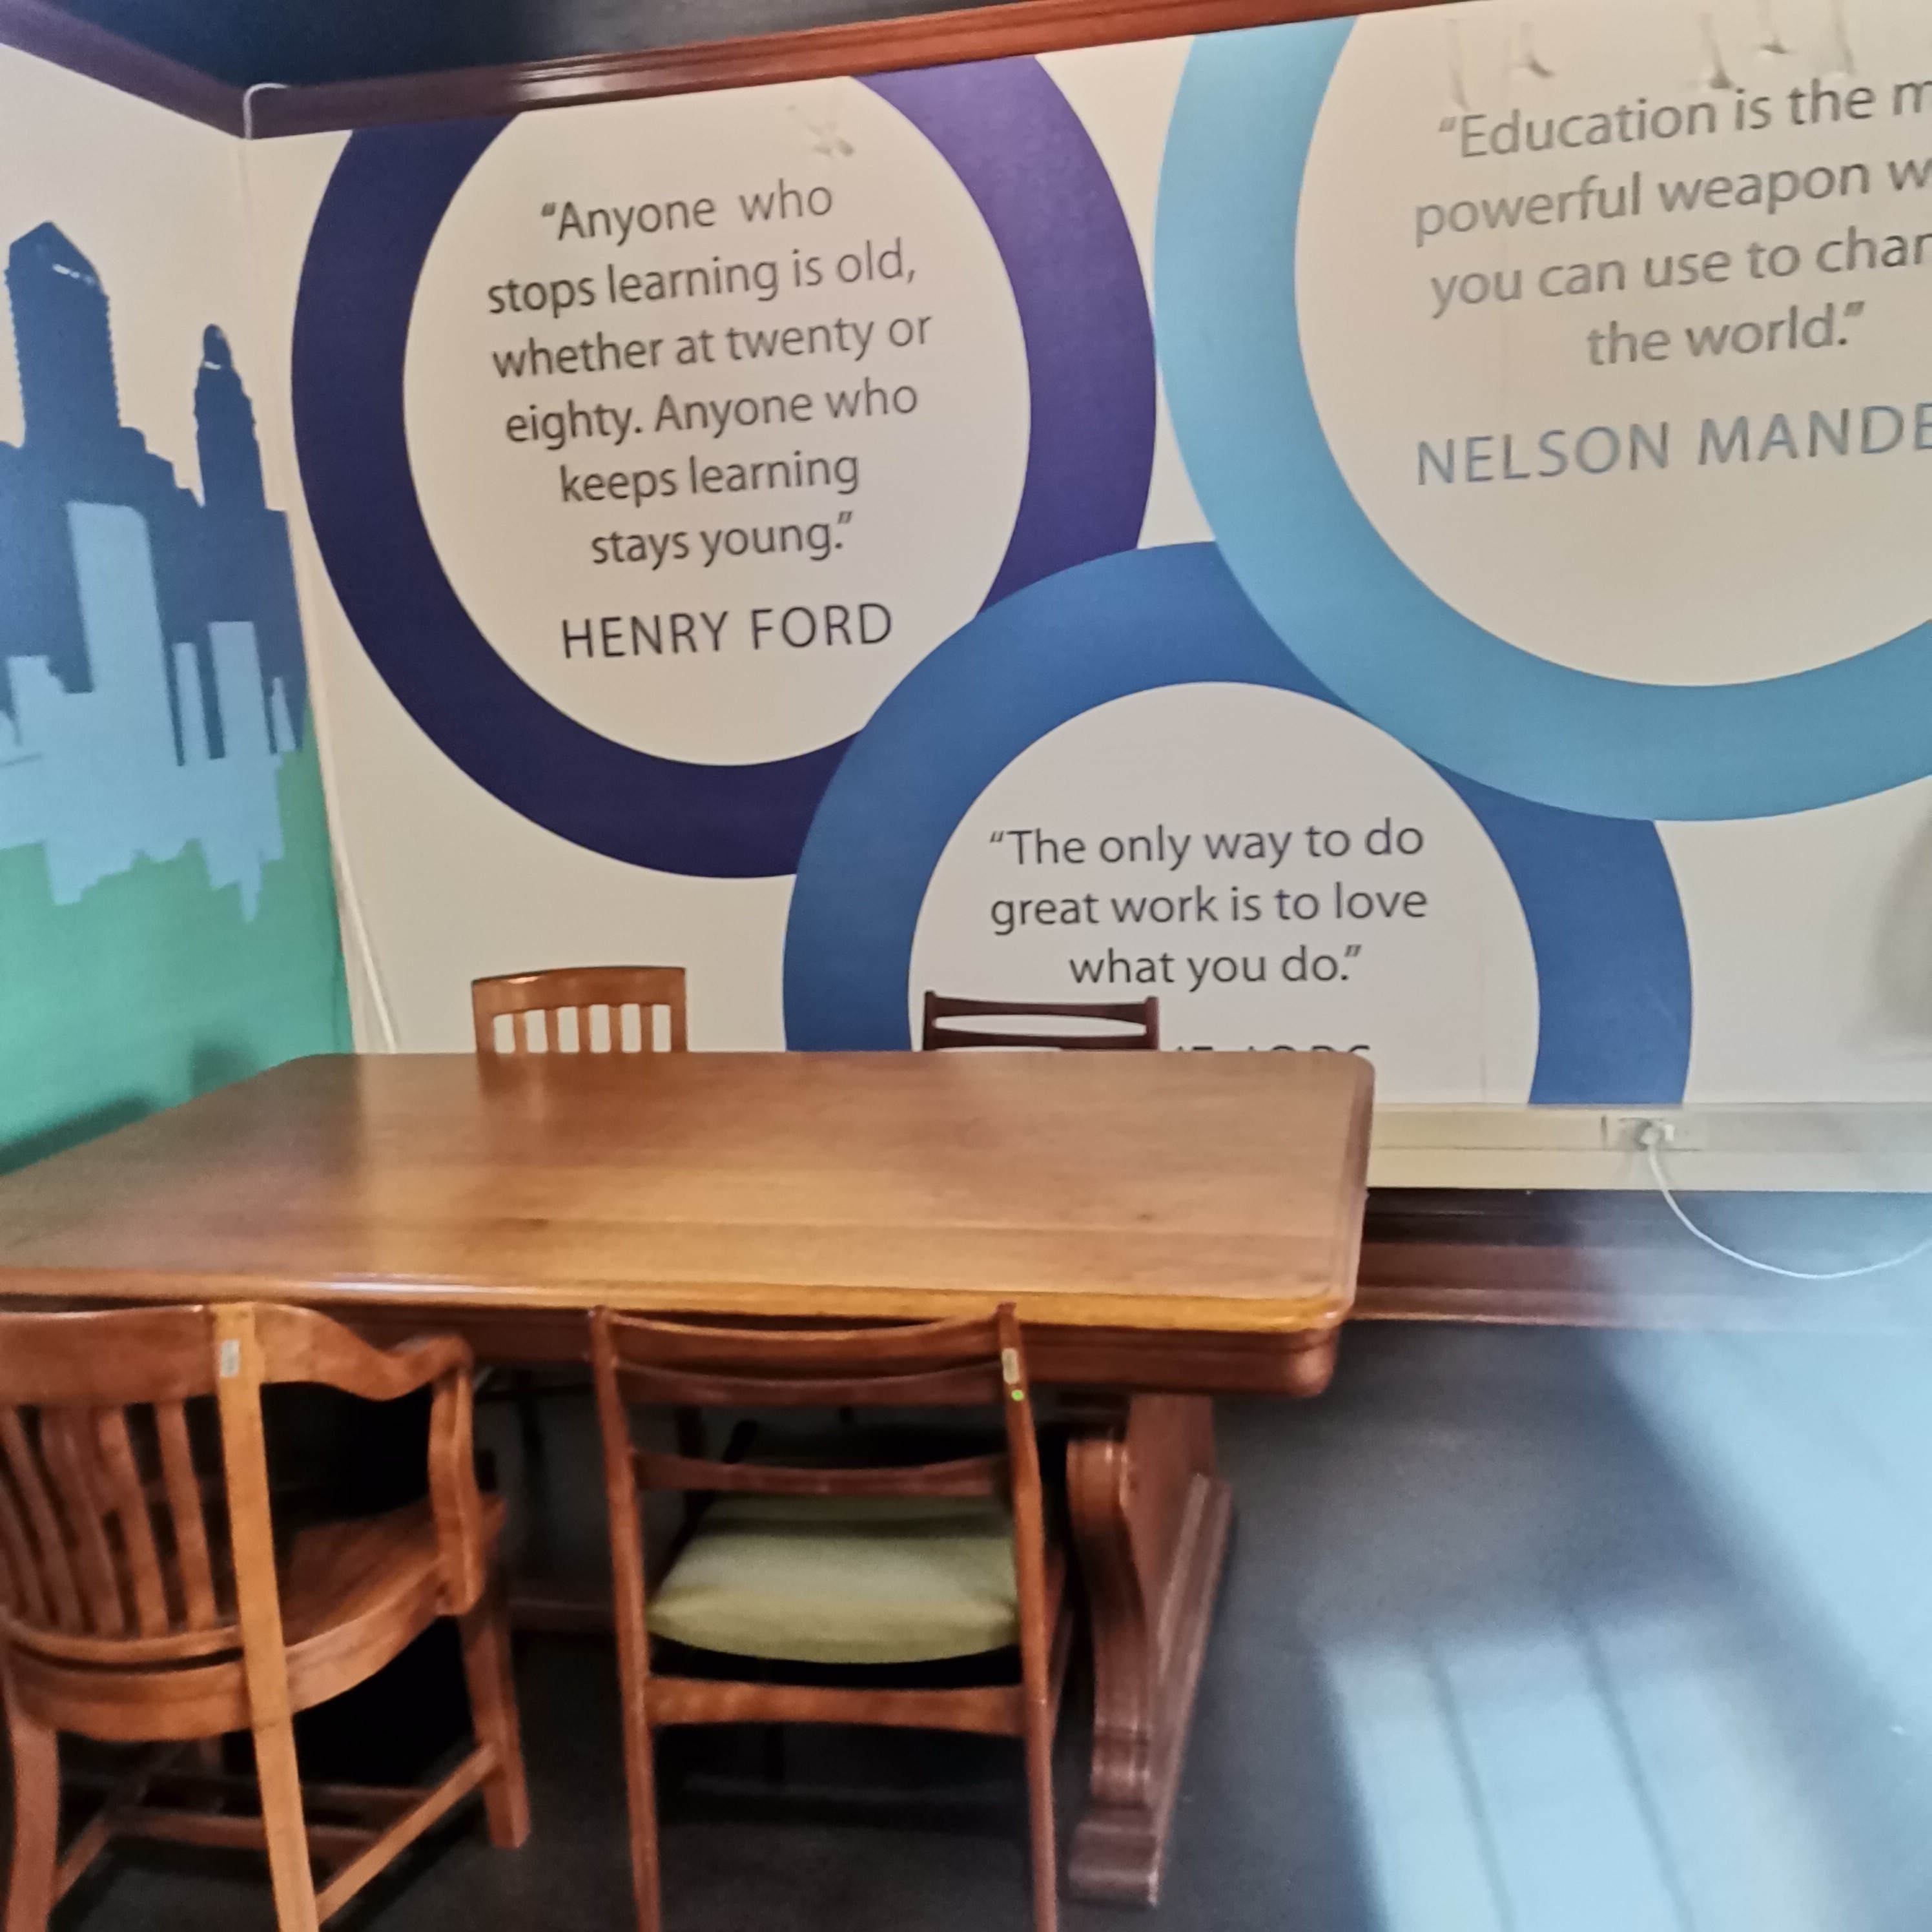 “Anyone who
stops learning is old,
whether at twenty or
eighty. Anyone who
keeps learning
stays young.”
HENRY FORD
“Education is the
powerful weapon
you can use to
the world.”
NELSON
“The only way to do
great work is to love
what you do.”